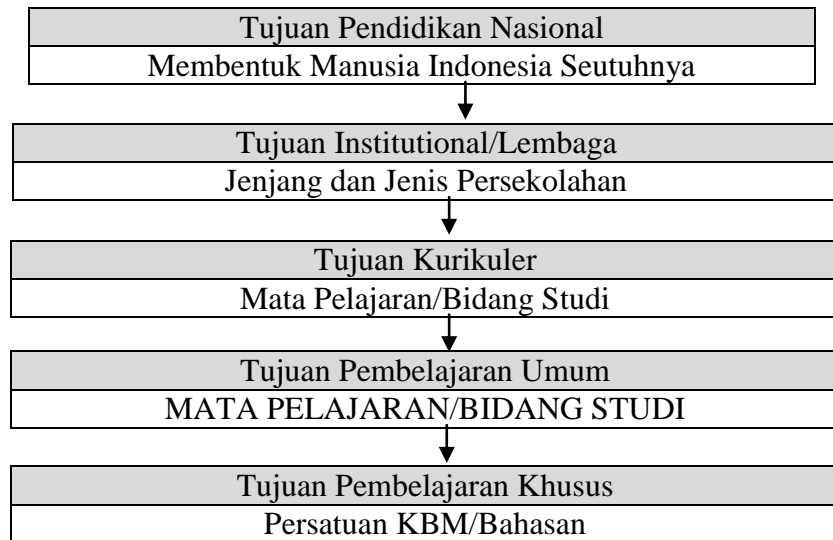 Tujuan Pendidikan Nasional
Membentuk Manusia Indonesia Seutuhnya
Tujuan Institutional/Lembaga
Jenjang dan Jenis Persekolahan
Tujuan Kurikuler
Mata Pelajaran/Bidang Studi
Tujuan Pembelajaran Umum
MATA PELAJARAN/BIDANG STUDI
Tujuan Pembelajaran Khusus
Persatuan KBM/Bahasan